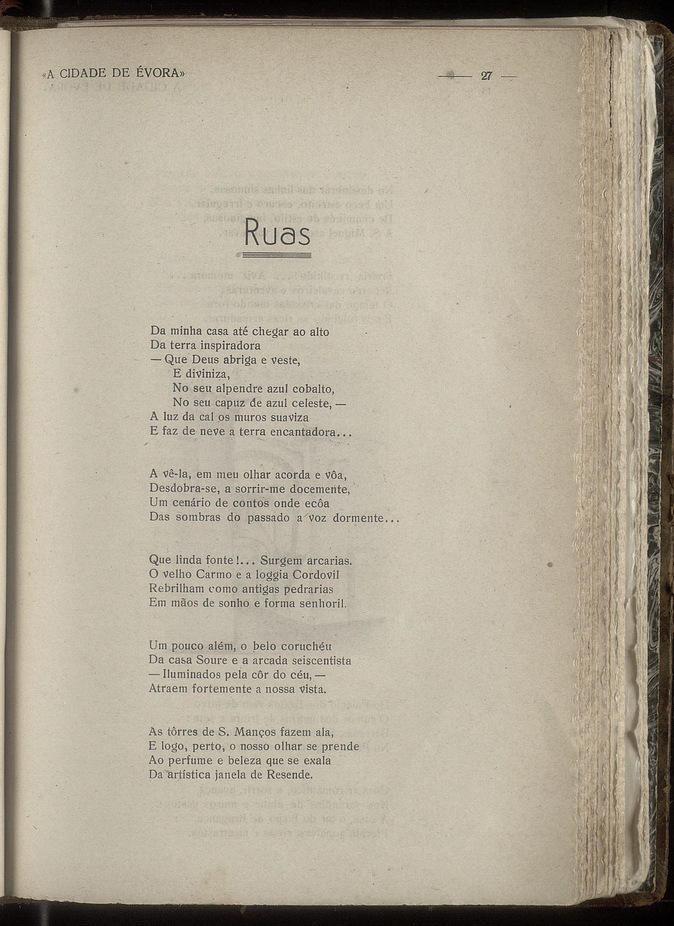 «A CIDADE DE ÉVORA»
27
Ruas
Da minha casa até chegar ao alto
Da terra inspiradora
— Que Deus abriga e veste,
E diviniza,
No seu alpendre azul cobalto,
No seu capuz de azul celeste, —
A luz da cal os muros suaviza
E faz de neve a terra encantadora...
A vê-la, em meu olhar acorda e vôa,
Desdobra-se, a sorrir-me docemente,
Um cenário de contos onde ecôa
Das sombras do passado a voz dormente...
Que linda fonte!... Surgem arcarias.
O velho Carmo e a loggia Cordovil
Rebrilham como antigas pedrarias
Em mãos de sonho e forma senhoril.
Um pouco além, o belo coruchéu
Da casa Soure e a arcada seiscentista
— Iluminados pela côr do céu, —
Atraem fortemente a nossa vista.
As tôrres de S. Manços fazem ala,
E logo, perto, o nosso olhar se prende
Ao perfume e beleza que se exala
Da artística janela de Resende.